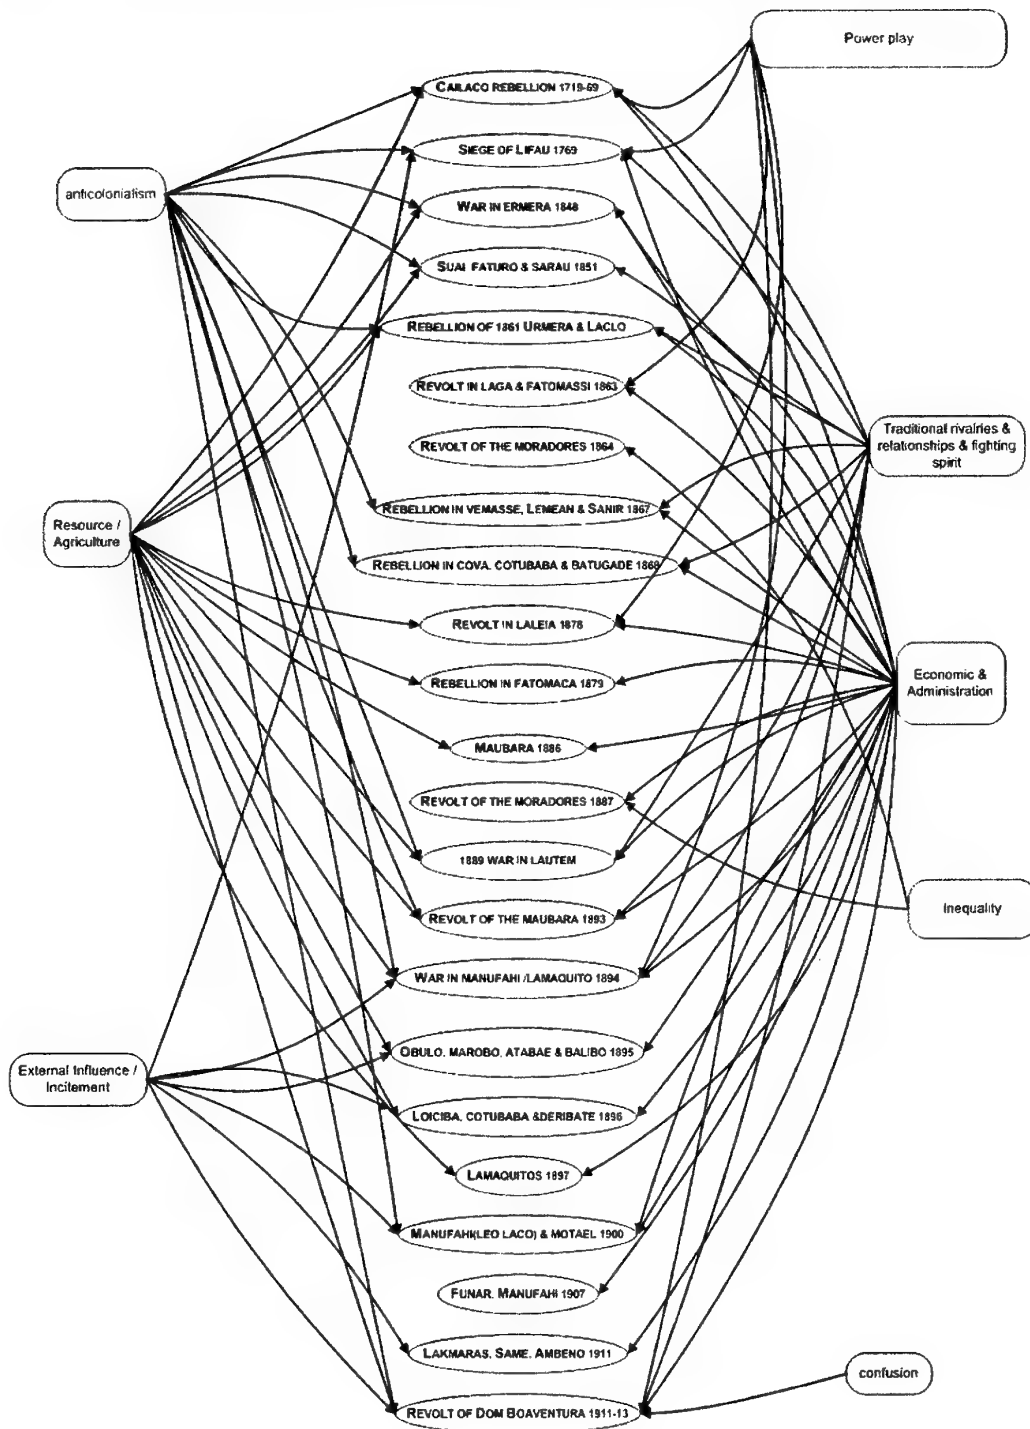 Power play
CAILACO REBELLION 1719-69
SIEGE OF LIFAU 1769
anticolonialism
WAR IN ERMERA 1848
SUAI FATURO & SARAU 1851
REBELLION OF 1861 URMERA & LACLO
REVOLT IN LAGA & FATOMASSI 1863
Traditional rivalries &
relationships & fighting
spirit
REVOLT OF THE MORADORES 1864
REBELLION IN VEMASSE, LEMEAN & SANIR 1867
Resource /
Agriculture
REBELLION IN COVA, COTUBABA & BATUGADE 1868
REVOLT IN LALEIA 1878
REBELLION IN FATOMACA 1879
Economic &
Administration
MAUBARA 1886
REVOLT OF THE MORADORES 1887
1889 WAR IN LAUTEM
REVOLT OF THE MAUBARA 1893
Inequality
WAR IN MANUFAHI /LAMAQUITO 1894
OBULO, MAROBO, ATABAE & BALIBO 1895
External Influence /
Incitement
LOICIBA, COTUBABA &DERIBATE 1896
LAMAQUITOS 1897
MANUFAHI(LEO LACO) & MOTAEL 1900
FUNAR, MANUFAHI 1907
LAKMARAS, SAME, AMBENO 1911
confusion
REVOLT OF DOM BOAVENTURA 1911-13